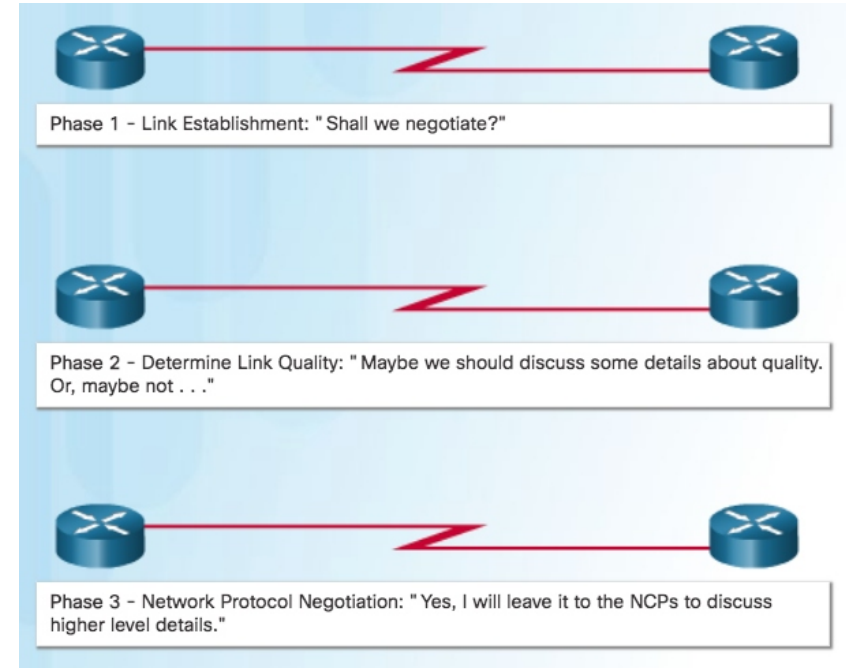 Phase 1 - Link Establishment: "Shall we negotiate?"
Phase 2 - Determine Link Quality: "Maybe we should discuss some details about quality.
Or, maybe not . . ."
Phase 3 - Network Protocol Negotiation: "Yes, I will leave it to the NCPs to discuss
higher level details."